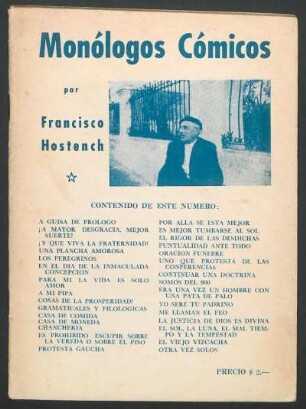 Monólogos Cómicos
por
Francisco
Hostench
CONTENIDO DE ESTE NUMERO:
A GUISA DE PROLOGO
¡A MAYOR DESGRACIA, MEJOR
SUERTE!
¡Y QUE VIVA LA FRATERNIDAD!
UNA PLANCHA AMOROSA
LOS PEREGRINOS
EN EL DIA DE LA INMACULADA
CONCEPCION
PARA MI LA VIDA ES SOLO
AMOR
A MI PIPA
COSAS DE LA PROSPERIDAD!
GRAMATICALES Y FILOLOGICAS
CASA DE COMIDA
CASA DE MONEDA
CHANCHERIA
ES PROHIBIDO ESCUPIR SOBRE
LA VEREDA O SOBRE EL PISO
PROTESTA GAUCHA
POR ALLA SE ESTA MEJOR
ES MEJOR TUMBARSE AL SOL
EL RIGOR DE LAS DESDICHAS
PUNTUALIDAD ANTE TODO
ORACION FUNEBRE
UNO QUE PROTESTA DE LAS
CONFERENCIAS
CONTINUAR UNA DOCTRINA
NOMOS DEL 900
ERA UNA VEZ UN HOMBRE CON
UNA PATA DE PALO
YO SERE TU PADRINO
ME LLAMAN EL FEO
LA JUSTICIA DE DIOS ES DIVINA
EL SOL, LA LUNA, EL MAL TIEM-
PO Y LA TEMPESTAD
EL VIEJO VIZCACHA
OTRA VEZ SOLOS
PRECIO $ 2.—